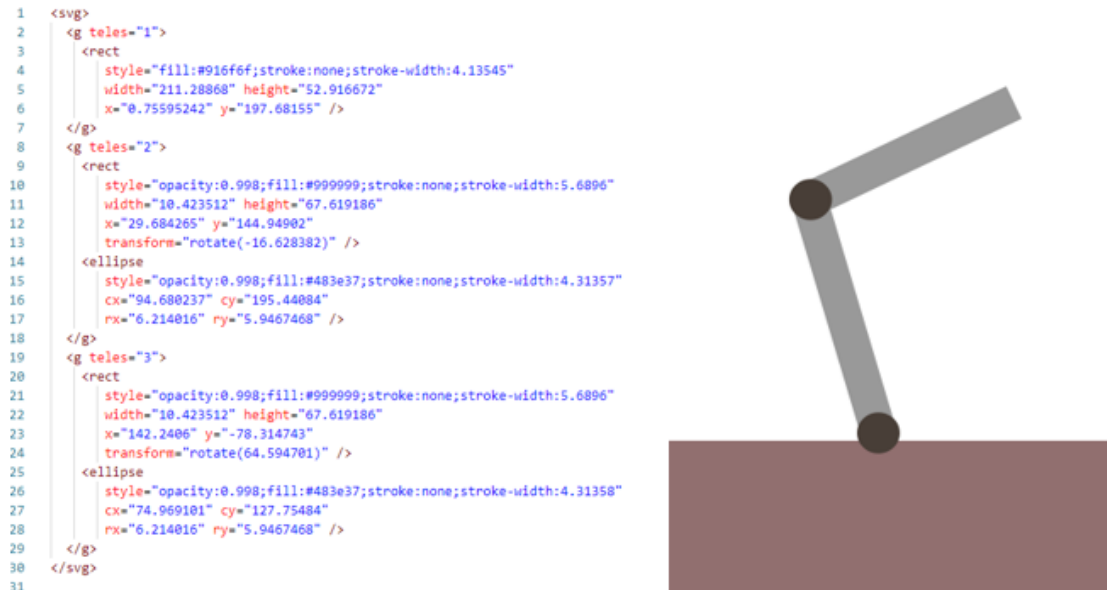 1 <svg>
2 <g teles="1">
3 <rect
4 style="fill:#916f6f;stroke:none;stroke-width:4.13545"
5 width="211.28868" height="52.916672"
6 x="0.75595242" y="197.68155" />
7 </g>
8 <g teles="2">
9 <rect
10 style="opacity:0.998;fill:#999999;stroke:none;stroke-width:5.6896"
11 width="10.423512" height="67.619186"
12 x="29.684265" y="144.94902"
13 transform="rotate(-16.628382)" />
14 <ellipse
15 style="opacity:0.998;fill:#483e37;stroke:none;stroke-width:4.31357"
16 cx="94.680237" cy="195.44084"
17 rx="6.214016" ry="5.9467468" />
18 </g>
19 <g teles="3">
20 <rect
21 style="opacity:0.998;fill:#999999;stroke:none;stroke-width:5.6896"
22 width="10.423512" height="67.619186"
23 x="142.2406" y="-78.314743"
24 transform="rotate(64.594701)" />
25 <ellipse
26 style="opacity:0.998;fill:#483e37;stroke:none;stroke-width:4.31358"
27 cx="74.969101" cy="127.75484"
28 rx="6.214016" ry="5.9467468" />
29 </g>
30 </svg>
31